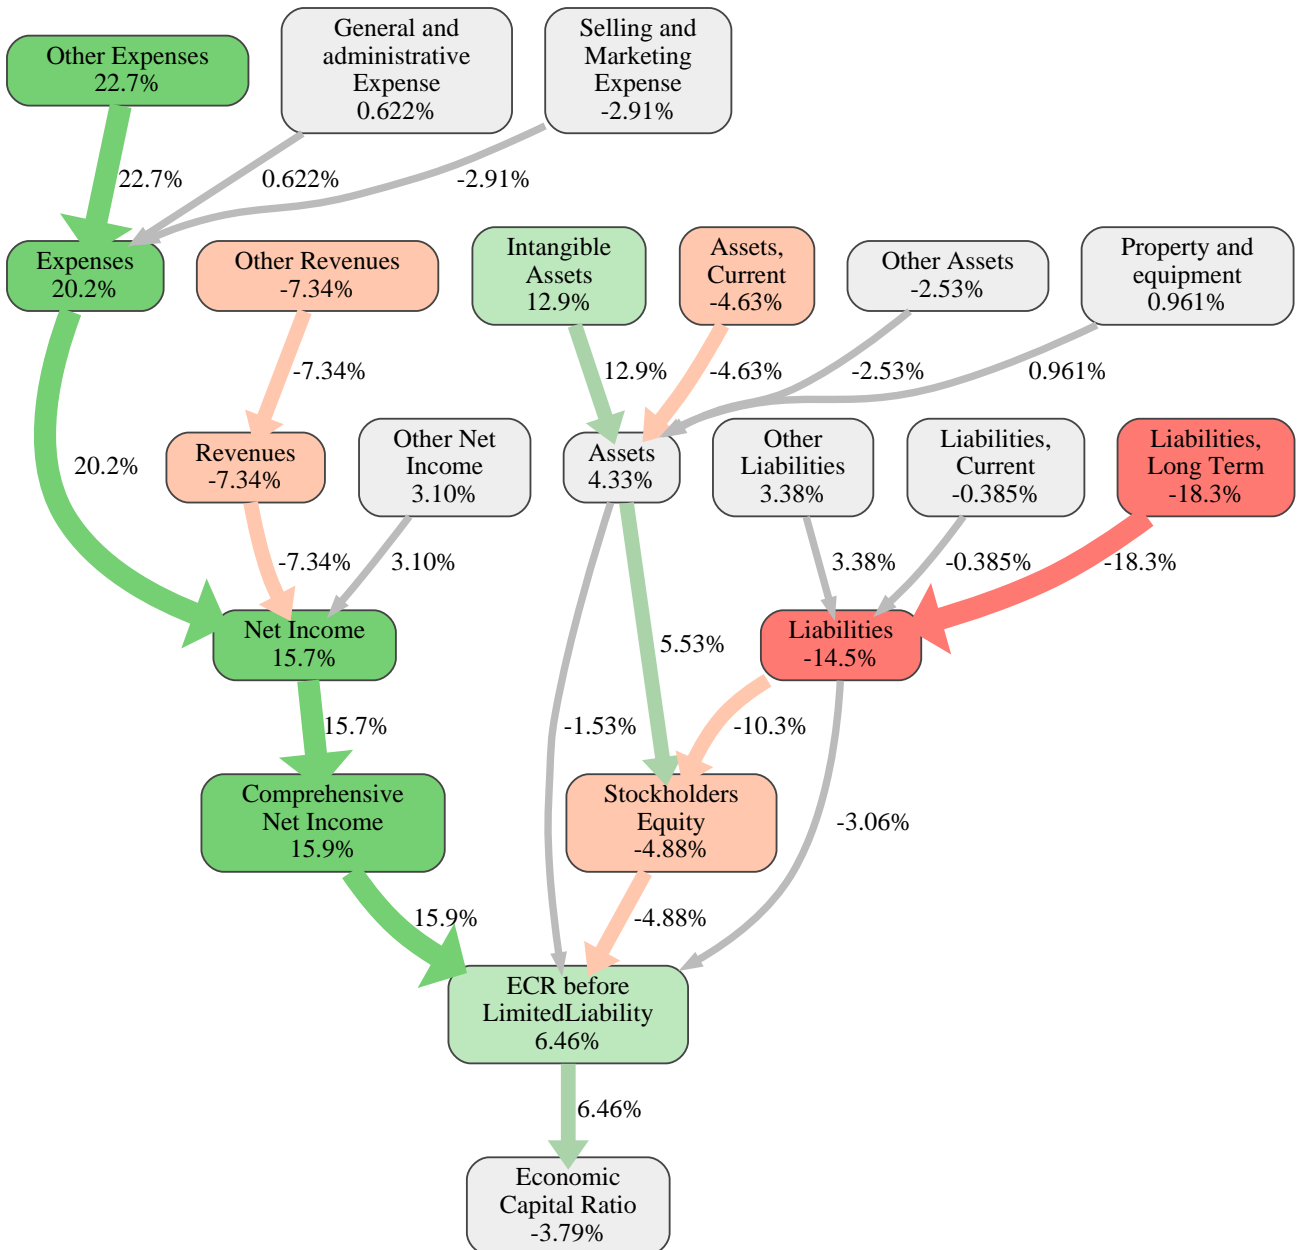 Other Expenses
22.7%
General and
administrative
Expense
0.622%
Selling and
Marketing
Expense
-2.91%
22.7%
0.622%
-2.91%
Expenses
20.2%
Other Revenues
-7.34%
Intangible
Assets
12.9%
Assets,
Current
-4.63%
Other Assets
-2.53%
Property and
equipment
0.961%
-7.34%
12.9%
-4.63%
-2.53%
0.961%
20.2%
Revenues
-7.34%
Other Net
Income
3.10%
Assets
4.33%
Other
Liabilities
3.38%
Liabilities,
Current
-0.385%
Liabilities,
Long Term
-18.3%
-7.34%
3.10%
3.38%
-0.385%
-18.3%
Net Income
15.7%
5.53%
Liabilities
-14.5%
15.7%
-1.53%
-10.3%
Comprehensive
Net Income
15.9%
Stockholders
Equity
-4.88%
-3.06%
15.9%
-4.88%
ECR before
LimitedLiability
6.46%
6.46%
Economic
Capital Ratio
-3.79%